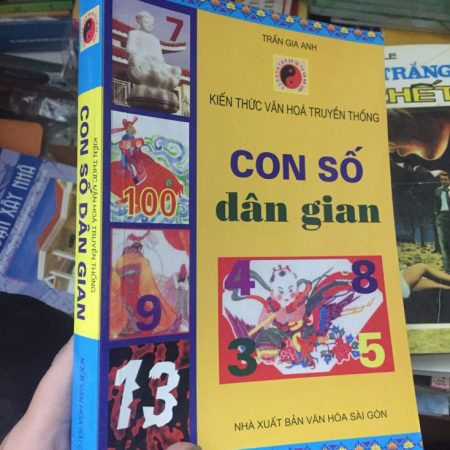 TRẦN GIA ANH
KIẾN THỨC VĂN HOÁ TRUYỀN THỐNG
CON SỐ
dân gian
7
100
9
13
4
8
3
5
NHÀ XUẤT BẢN VĂN HÓA SÀI GÒN
KIẾN THỨC VĂN HOÁ TRUYỀN THỐNG
CON SỐ DÂN GIAN
TRẮNG
XÂY NHÀ